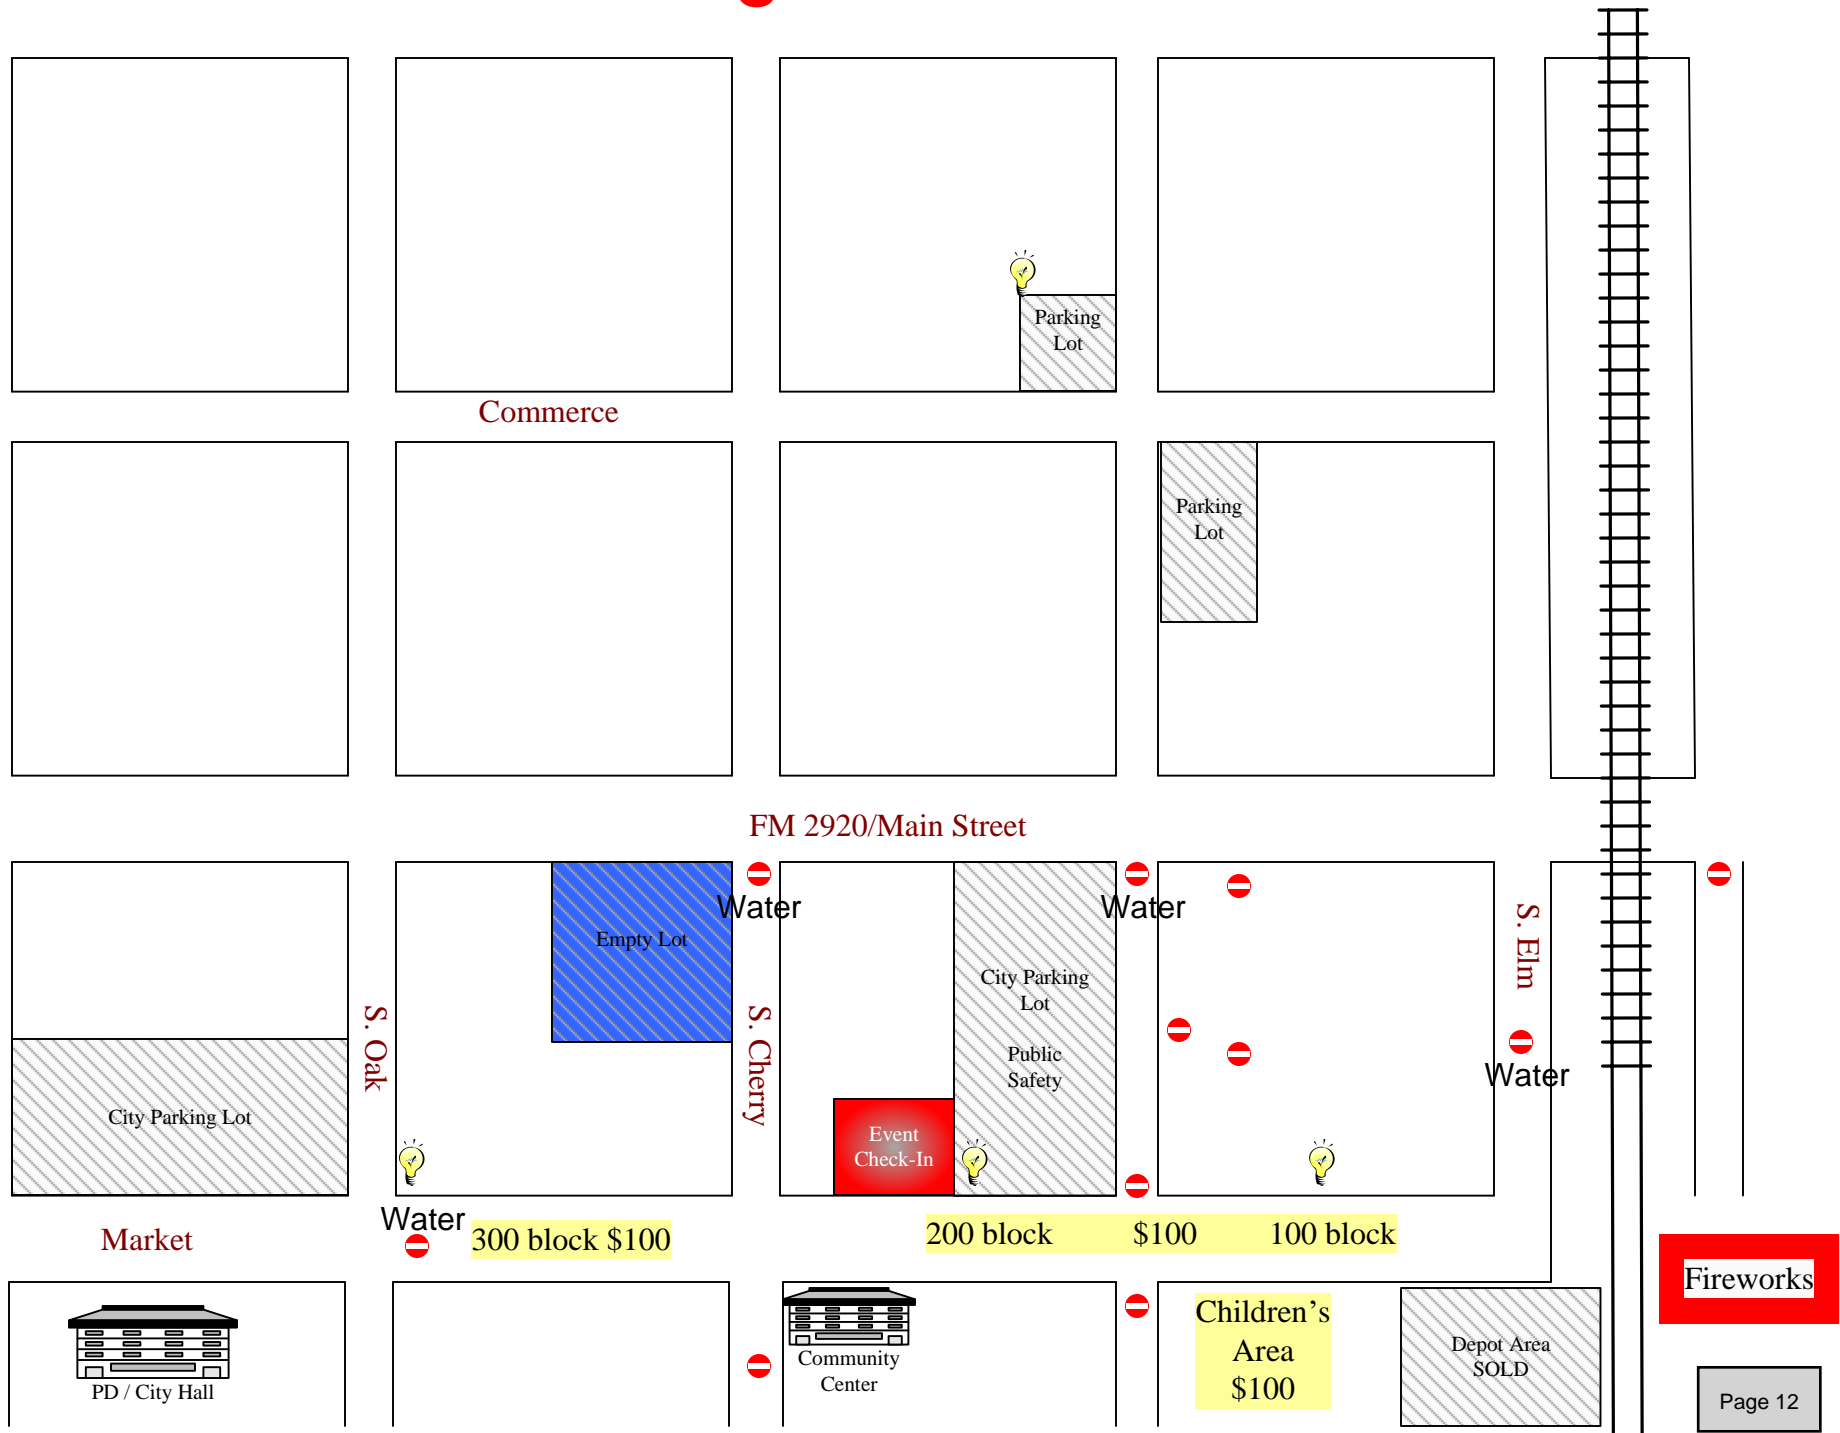 Parking
Lot
Commerce
Parking
Lot
FM 2920/Main Street
Water
Water
Empty Lot
S. Elm
City Parking
Lot
Public
Safety
S. Oak
S. Cherry
Water
City Parking Lot
Event
Check-In
Water
Market
300 block $100
200 block $100 100 block
Fireworks
Children's
Area
$100
Depot Area
SOLD
Community
Center
PD / City Hall
Page 12